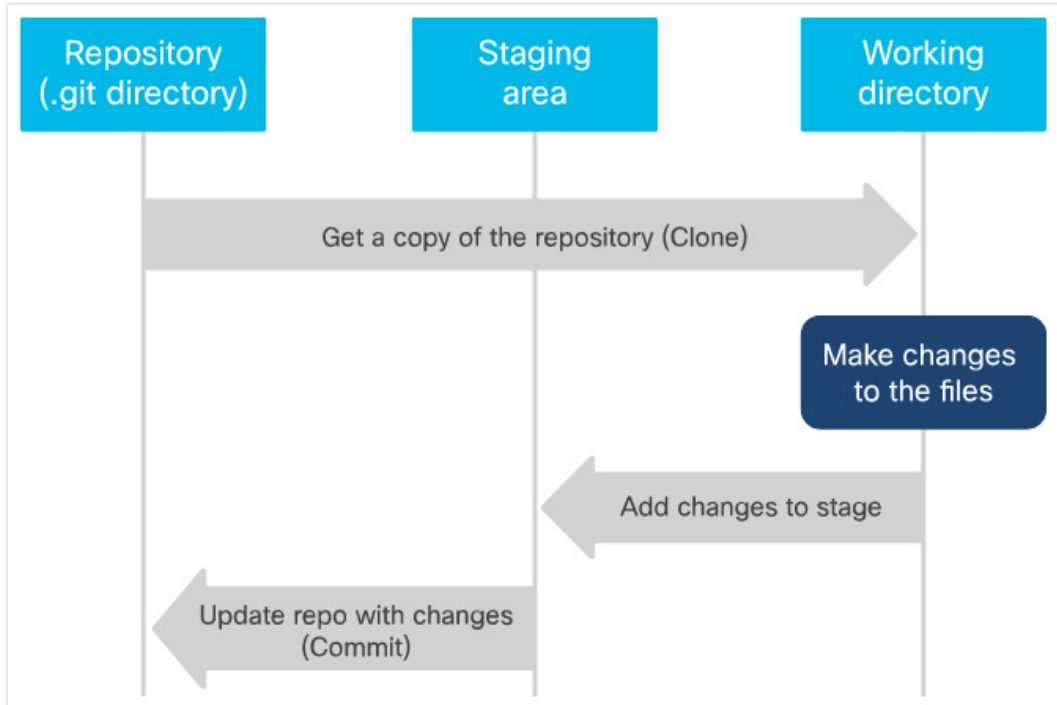 Repository
(.git directory)
Staging
area
Working
directory
Get a copy of the repository (Clone)
Make changes
to the files
Add changes to stage
Update repo with changes
(Commit)